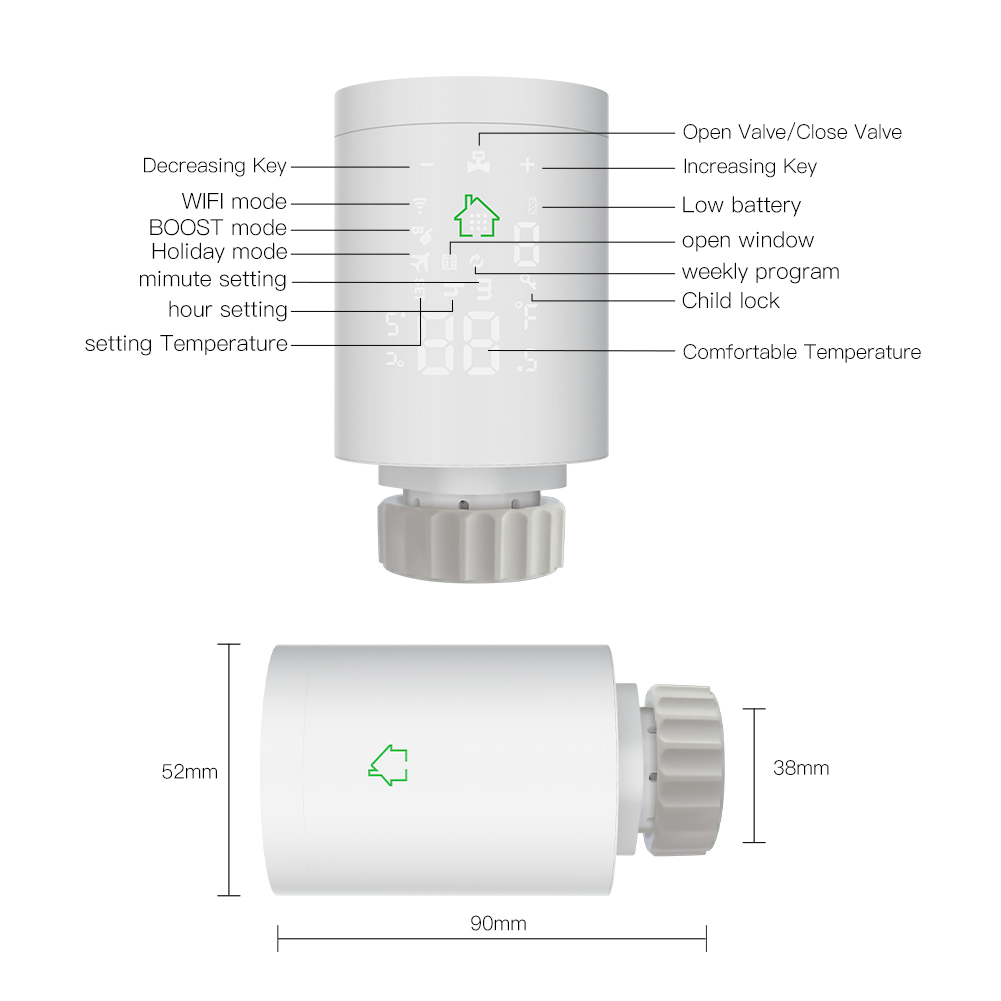 Open Valve/Close Valve
Decreasing Key
Increasing Key
WIFI mode
Low battery
BOOST mode
open window
Holiday mode
weekly program
mimute setting
Child lock
hour setting
setting Temperature
Comfortable Temperature
52mm
38mm
90mm